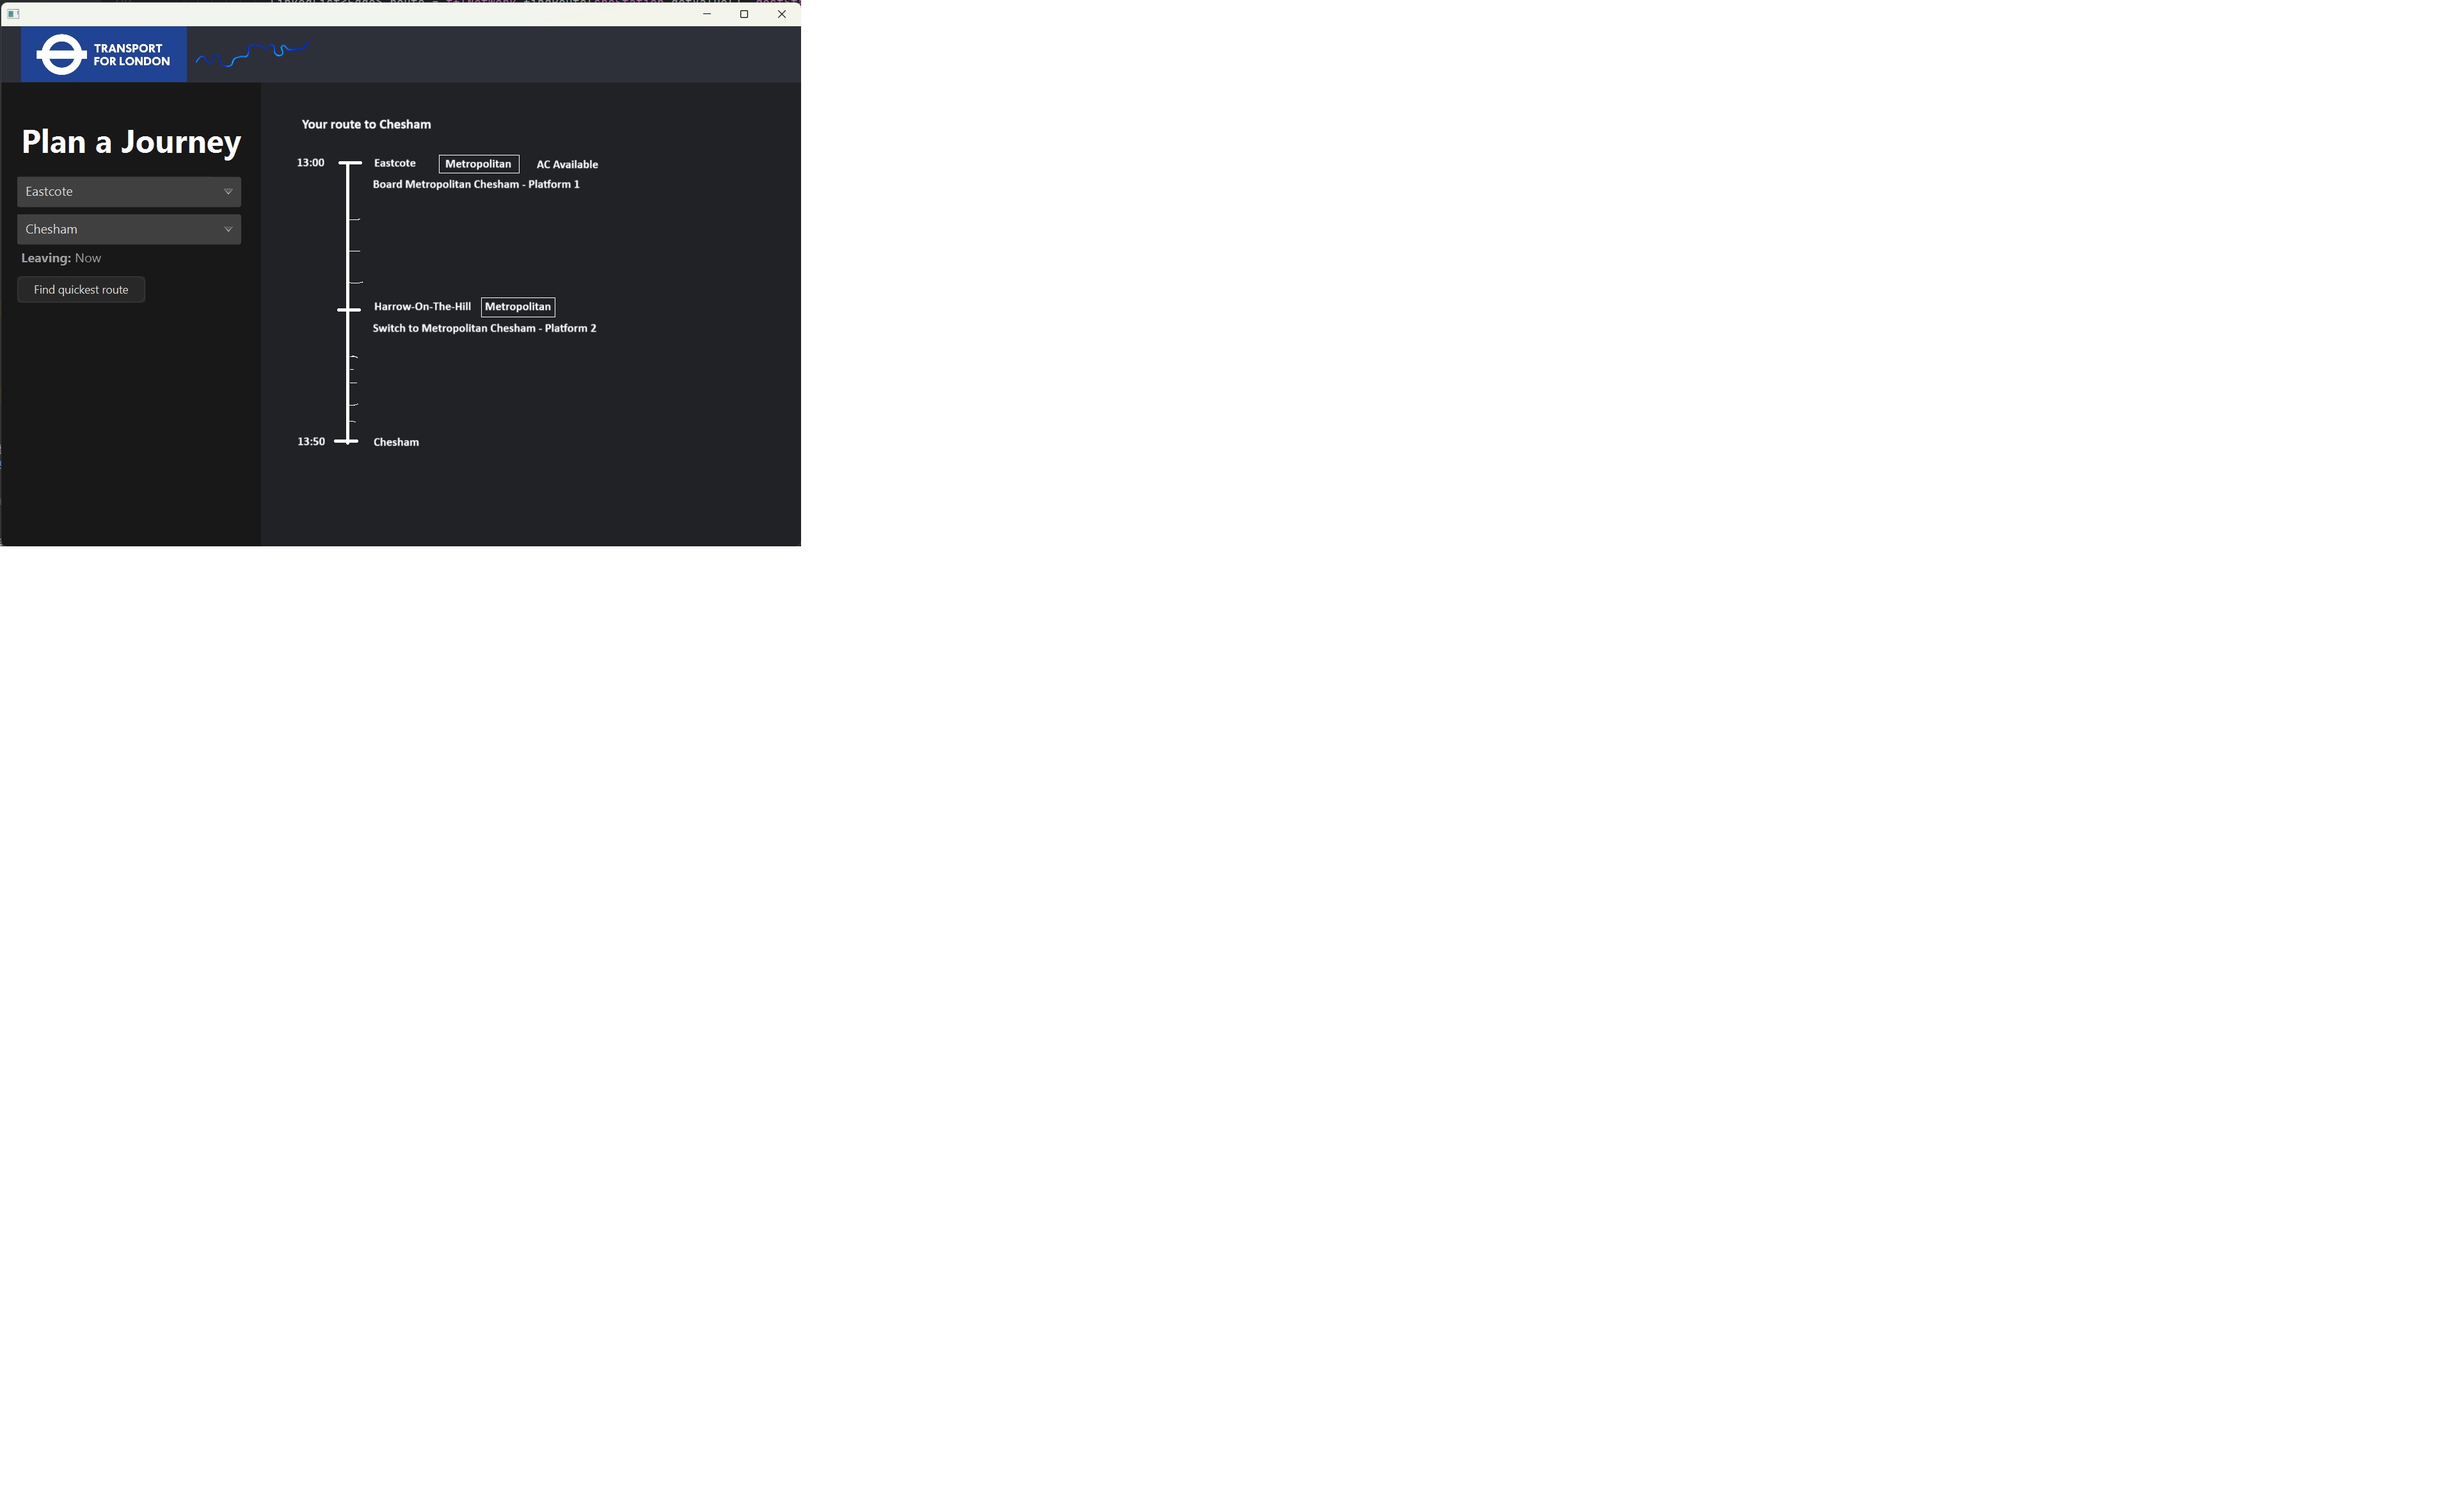 TRANSPORT
FOR LONDON
Plan a Journey
Eastcote
Chesham
Leaving: Now
Find quickest route
Your route to Chesham
13:00 Eastcote Metropolitan AC Available
Board Metropolitan Chesham - Platform 1
Harrow-On-The-Hill Metropolitan
Switch to Metropolitan Chesham - Platform 2
13:50 Chesham